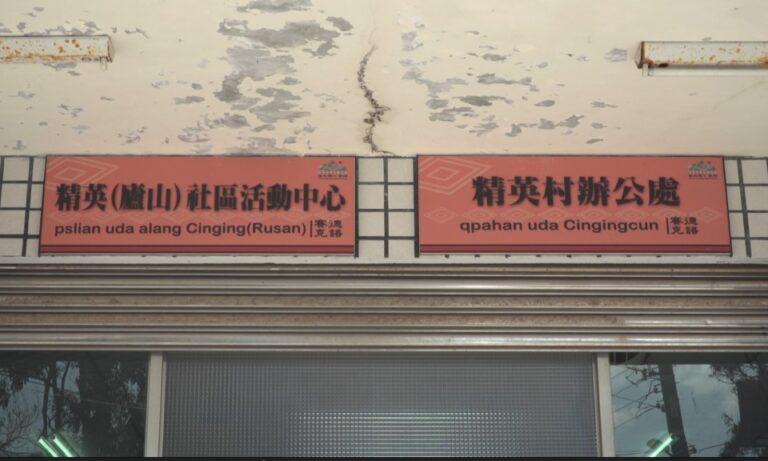 精英(廬山)社區活動中心
pslian uda alang Cinging(Rusan) 賽德克語
精英村辦公處
qpahan uda Cingingcun 賽德克語